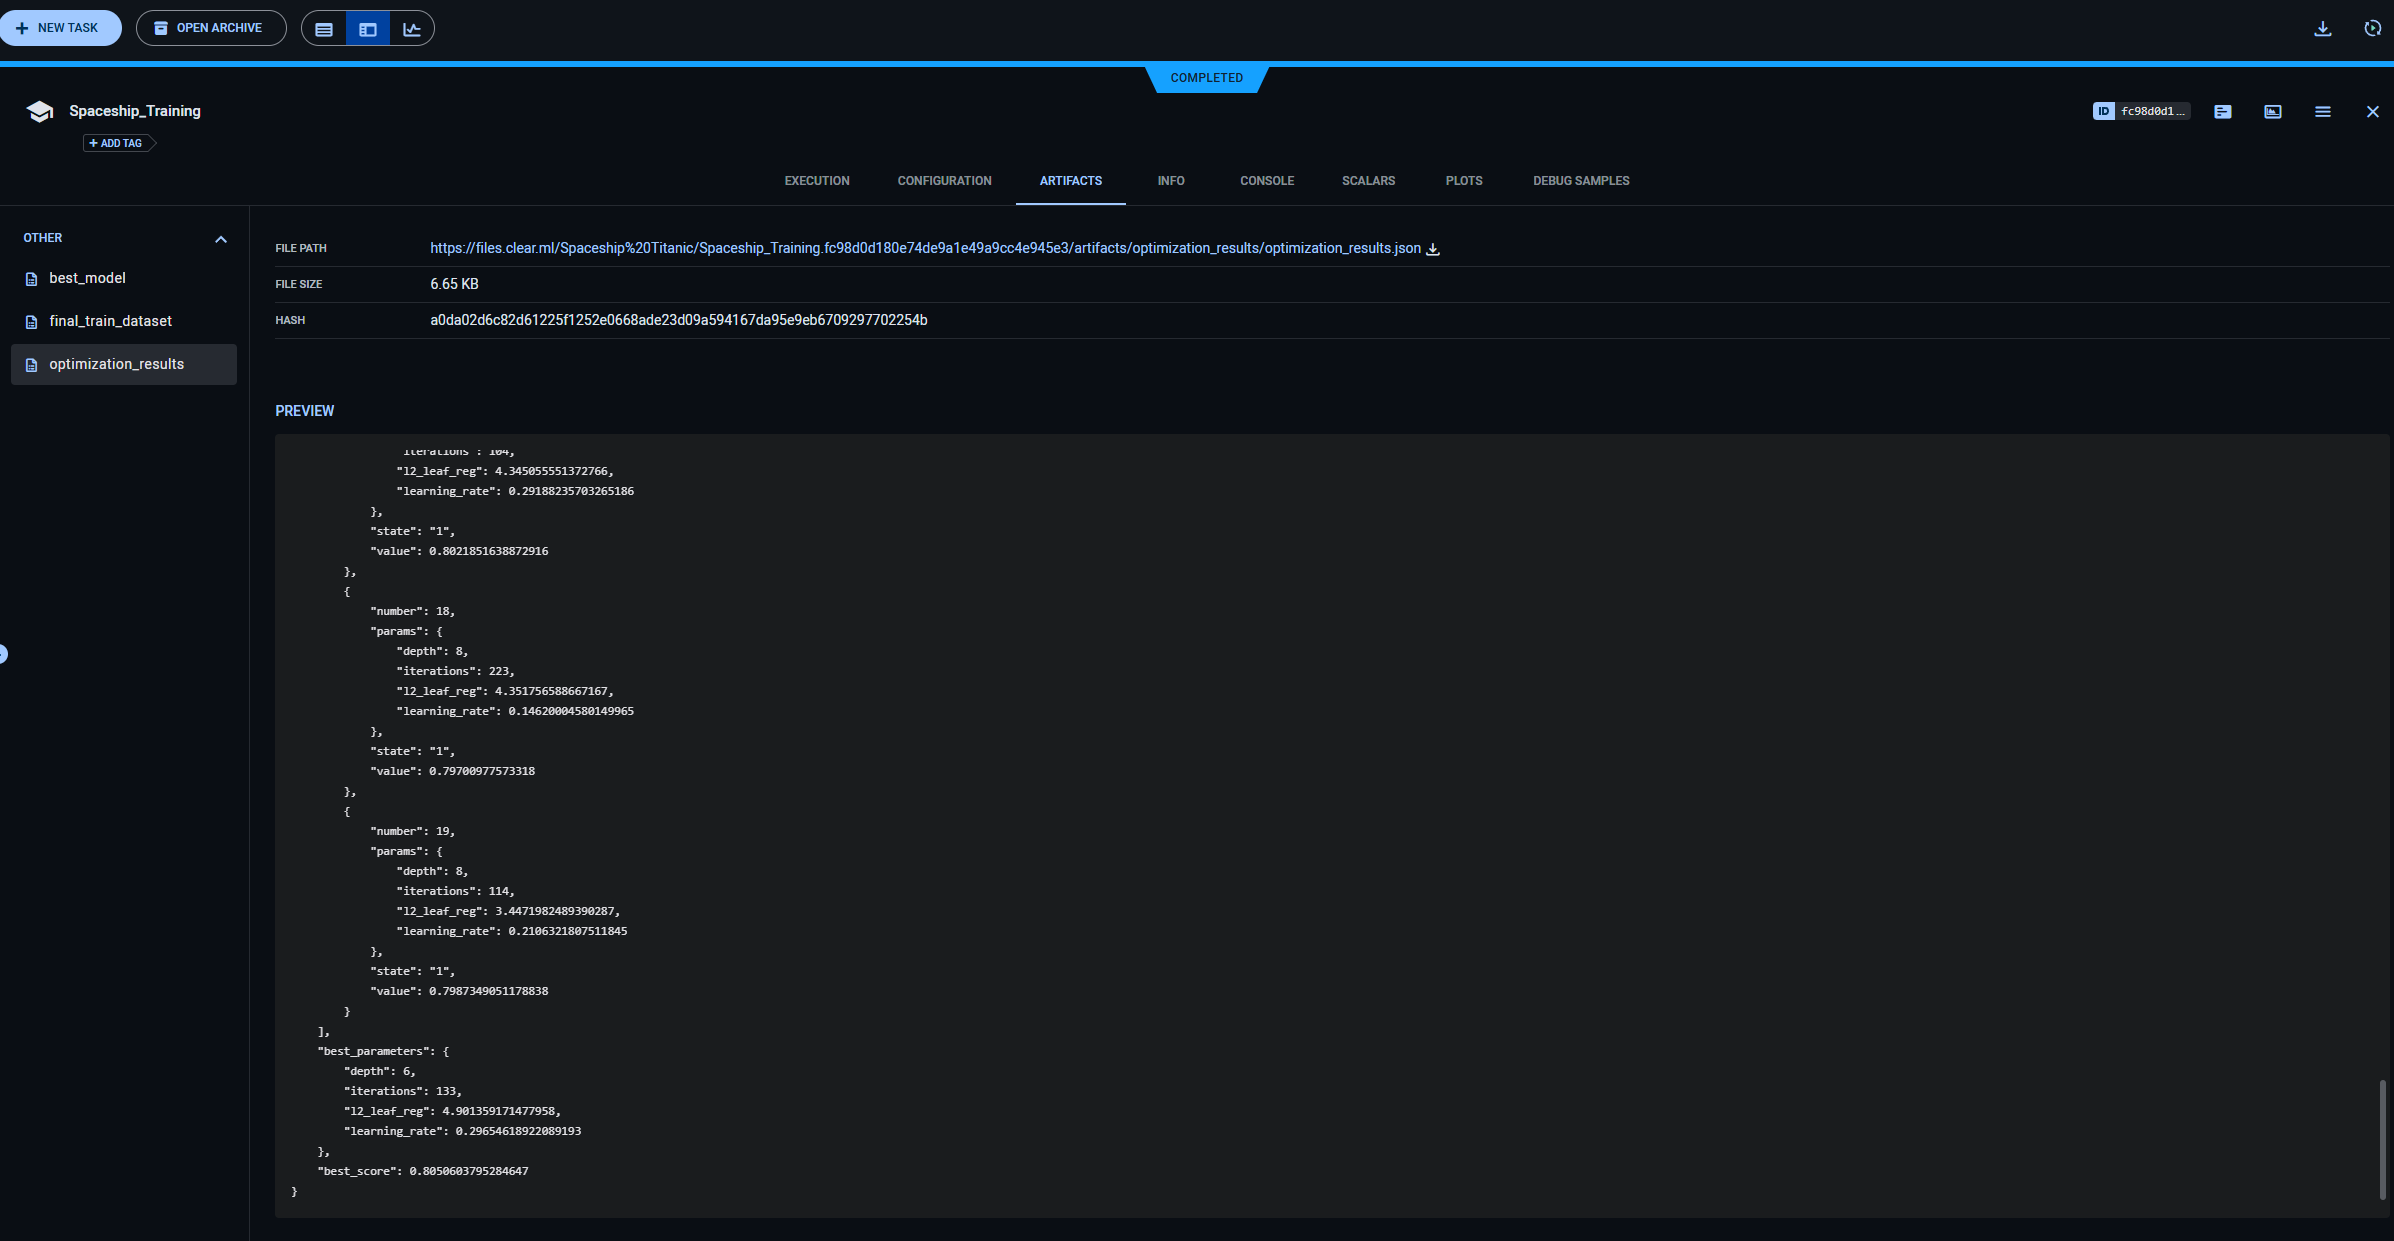 NEW TASK
OPEN ARCHIVE
COMPLETED
Spaceship_Training
ID fc98d0d1...
ADD TAG
EXECUTION CONFIGURATION ARTIFACTS INFO CONSOLE SCALARS PLOTS DEBUG SAMPLES
OTHER
best_model
final_train_dataset
optimization_results
FILE PATH https://files.clear.ml/Spaceship%20Titanic/Spaceship_Training.fc98d0d180e74de9a1e49a9cc4e945e3/artifacts/optimization_results/optimization_results.json
FILE SIZE 6.65 KB
HASH a0da02d6c82d61225f1252e0668ade23d09a594167da95e9eb6709297702254b
PREVIEW
"iterations": 104,
"l2_leaf_reg": 4.345055551372766,
"learning_rate": 0.29188235703265186
},
"state": "1",
"value": 0.8021851638872916
},
{
"number": 18,
"params": {
"depth": 8,
"iterations": 223,
"l2_leaf_reg": 4.351756588667167,
"learning_rate": 0.14620004580149965
},
"state": "1",
"value": 0.79700977573318
},
{
"number": 19,
"params": {
"depth": 8,
"iterations": 114,
"l2_leaf_reg": 3.4471982489390287,
"learning_rate": 0.2106321807511845
},
"state": "1",
"value": 0.7987349051178838
}
],
"best_parameters": {
"depth": 6,
"iterations": 133,
"l2_leaf_reg": 4.901359171477958,
"learning_rate": 0.29654618922089193
},
"best_score": 0.8050603795284647
}